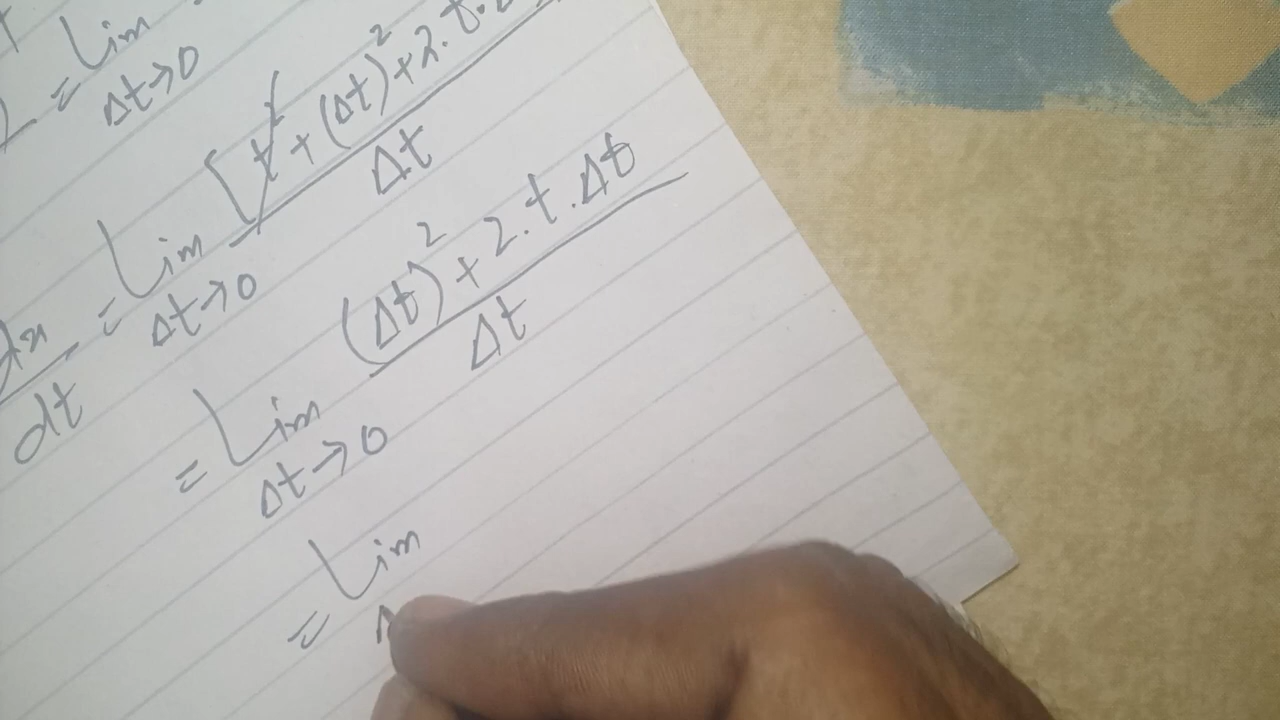 = Lim
Δt→0
[t² + (Δt)² + 2.t.
Δt
dx
dt
= Lim
Δt→0
(Δt)² + 2.t.Δt
Δt
= Lim
Δt→0
= Lim